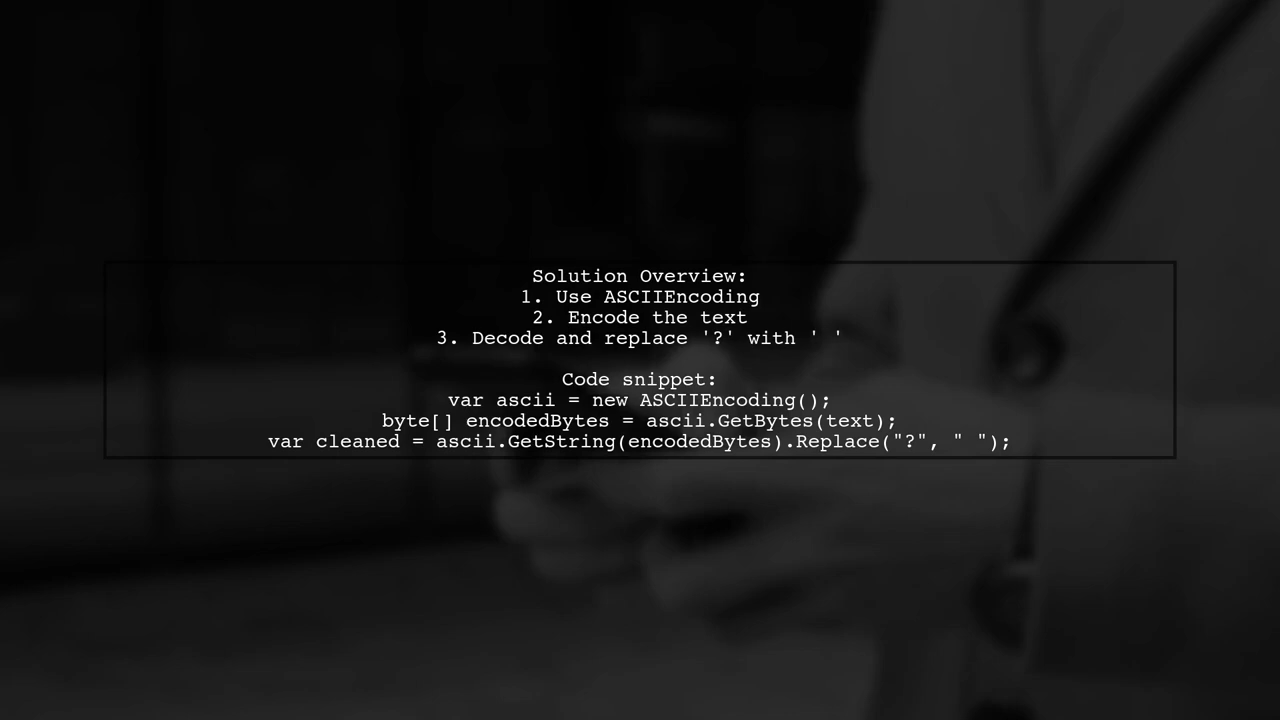 Solution Overview:
1. Use ASCIIEncoding
2. Encode the text
3. Decode and replace '?' with ' '
Code snippet:
var ascii = new ASCIIEncoding();
byte[] encodedBytes = ascii.GetBytes(text);
var cleaned = ascii.GetString(encodedBytes).Replace("?", " ");